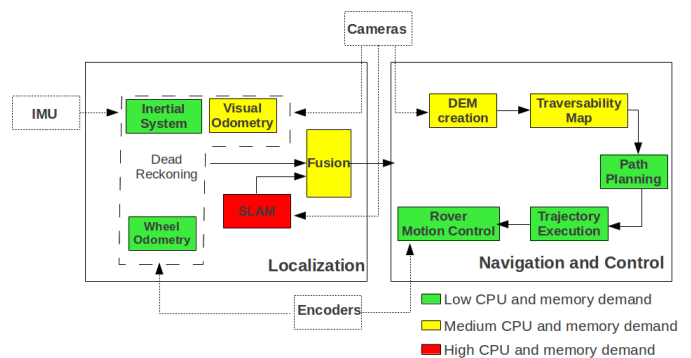 Cameras
IMU
Inertial
System
Visual
Odometry
DEM
creation
Traversability
Map
Dead
Reckoning
Fusion
Path
Planning
SLAM
Wheel
Odometry
Rover
Motion Control
Trajectory
Execution
Localization
Navigation and Control
Encoders
Low CPU and memory demand
Medium CPU and memory demand
High CPU and memory demand